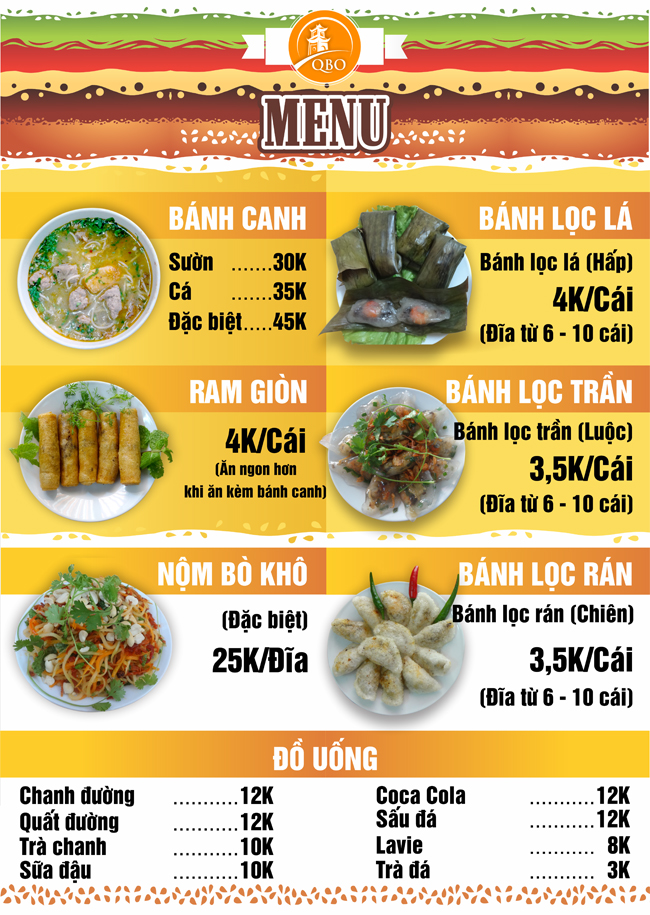 QBO
MENU
BÁNH CANH
Sườn .......30K
Cá .......35K
Đặc biệt.....45K
BÁNH LỌC LÁ
Bánh lọc lá (Hấp)
4K/Cái
(Đĩa từ 6 - 10 cái)
RAM GIÒN
4K/Cái
(Ăn ngon hơn
khi ăn kèm bánh canh)
BÁNH LỌC TRẦN
Bánh lọc trần (Luộc)
3,5K/Cái
(Đĩa từ 6 - 10 cái)
NỘM BÒ KHÔ
(Đặc biệt)
25K/Đĩa
BÁNH LỌC RÁN
Bánh lọc rán (Chiên)
3,5K/Cái
(Đĩa từ 6 - 10 cái)
ĐỒ UỐNG
Chanh đường ...........12K
Quất đường ...........12K
Trà chanh ...........10K
Sữa đậu ...........10K
Coca Cola ...........12K
Sấu đá ...........12K
Lavie ........... 8K
Trà đá ........... 3K